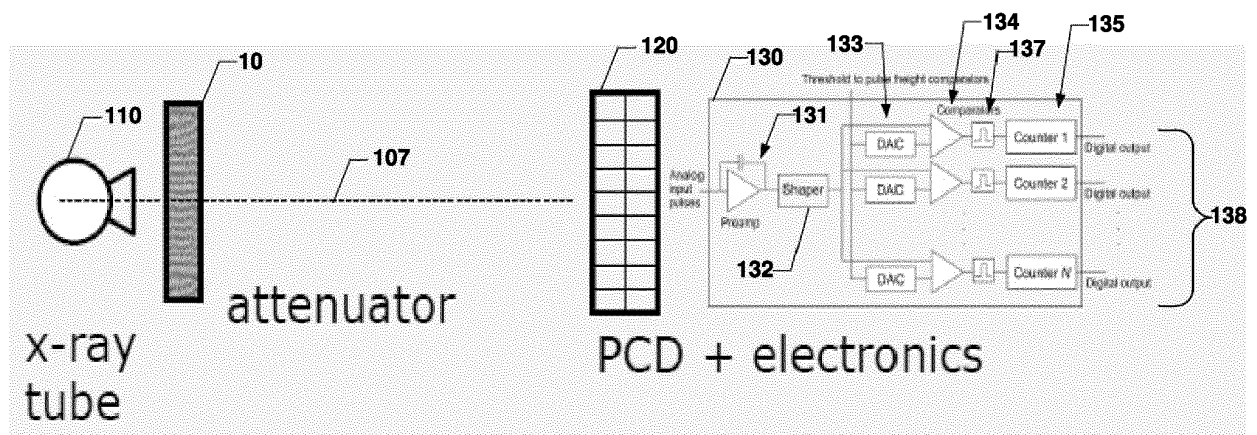 134
10
120
133
137
135
130
Threshold to pulse height comparators
110
Comparators
131
DAC
Counter 1
Digital output
107
Analog
input
pulses
Shaper
DAC
Counter 2
Digital output
Preamp
138
132
DAC
Counter N
Digital output
attenuator
x-ray
tube
PCD + electronics